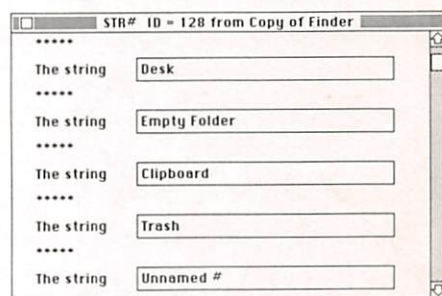 STR# ID = 128 from Copy of Finder
*****
The string Desk
*****
The string Empty Folder
*****
The string Clipboard
*****
The string Trash
*****
The string Unnamed #